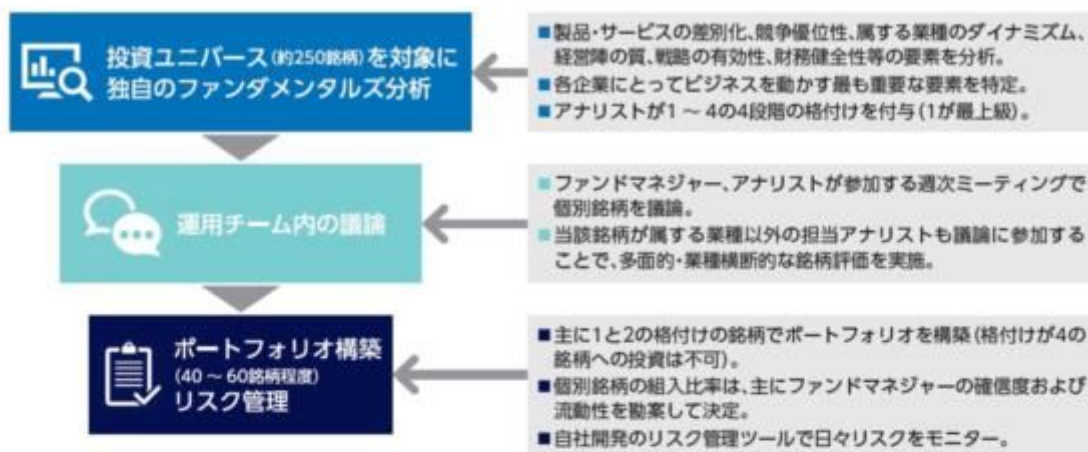 投資ユニバース(約250銘柄)を対象に
独自のファンダメンタルズ分析
■製品・サービスの差別化、競争優位性、属する業種のダイナミズム、
経営陣の質、戦略の有効性、財務健全性等の要素を分析。
■各企業にとってビジネスを動かす最も重要な要素を特定。
■アナリストが1～4の4段階の格付けを付与(1が最上級)。
運用チーム内の議論
■ファンドマネジャー、アナリストが参加する週次ミーティングで
個別銘柄を議論。
■当該銘柄が属する業種以外の担当アナリストも議論に参加する
ことで、多面的・業種横断的な銘柄評価を実施。
ポートフォリオ構築
(40～60銘柄程度)
リスク管理
■主に1と2の格付けの銘柄でポートフォリオを構築(格付けが4の
銘柄への投資は不可)。
■個別銘柄の組入比率は、主にファンドマネジャーの確信度および
流動性を勘案して決定。
■自社開発のリスク管理ツールで日々リスクをモニター。